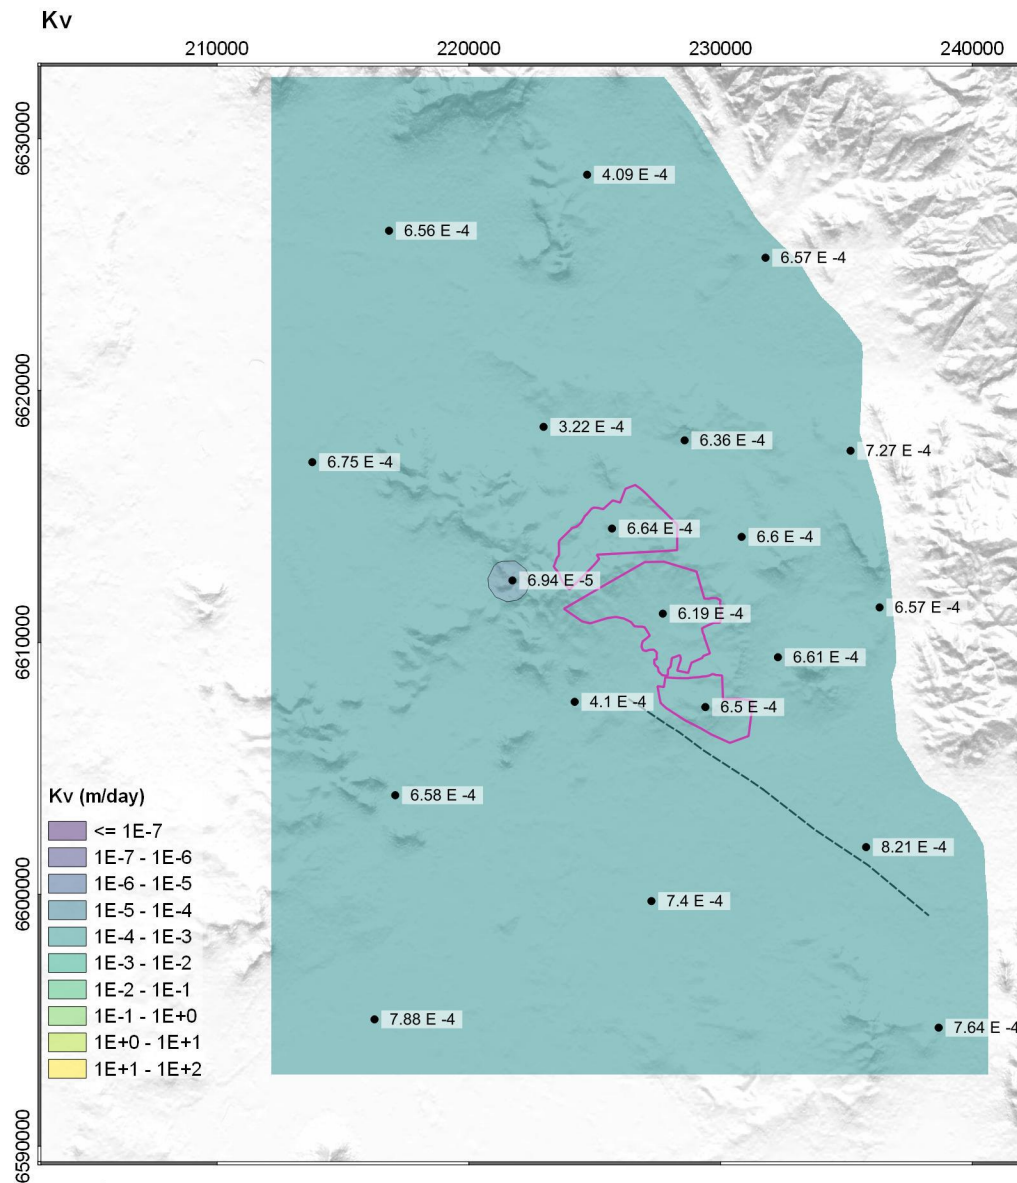 Kv
210000
220000
230000
240000
6630000
6620000
6610000
6600000
6590000
4.09 E -4
6.56 E -4
6.57 E -4
3.22 E -4
6.36 E -4
7.27 E -4
6.75 E -4
6.64 E -4
6.6 E -4
6.94 E -5
6.57 E -4
6.19 E -4
6.61 E -4
4.1 E -4
6.5 E -4
6.58 E -4
8.21 E -4
7.4 E -4
7.88 E -4
7.64 E -4
Kv (m/day)
<= 1E-7
1E-7 - 1E-6
1E-6 - 1E-5
1E-5 - 1E-4
1E-4 - 1E-3
1E-3 - 1E-2
1E-2 - 1E-1
1E-1 - 1E+0
1E+0 - 1E+1
1E+1 - 1E+2